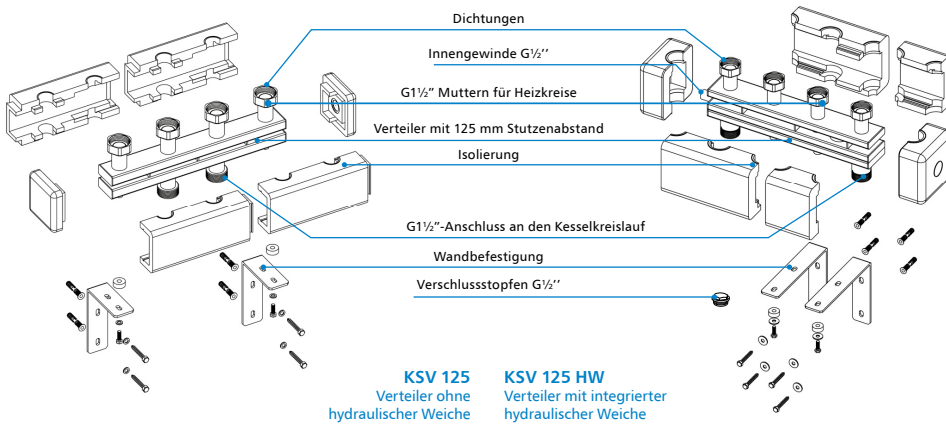 Dichtungen
Innengewinde G½’’
G1½” Muttern für Heizkreise
Verteiler mit 125 mm Stutzenabstand
Isolierung
G1½”-Anschluss an den Kesselkreislauf
Wandbefestigung
Verschlussstopfen G½’’
KSV 125
Verteiler ohne
hydraulischer Weiche
KSV 125 HW
Verteiler mit integrierter
hydraulischer Weiche